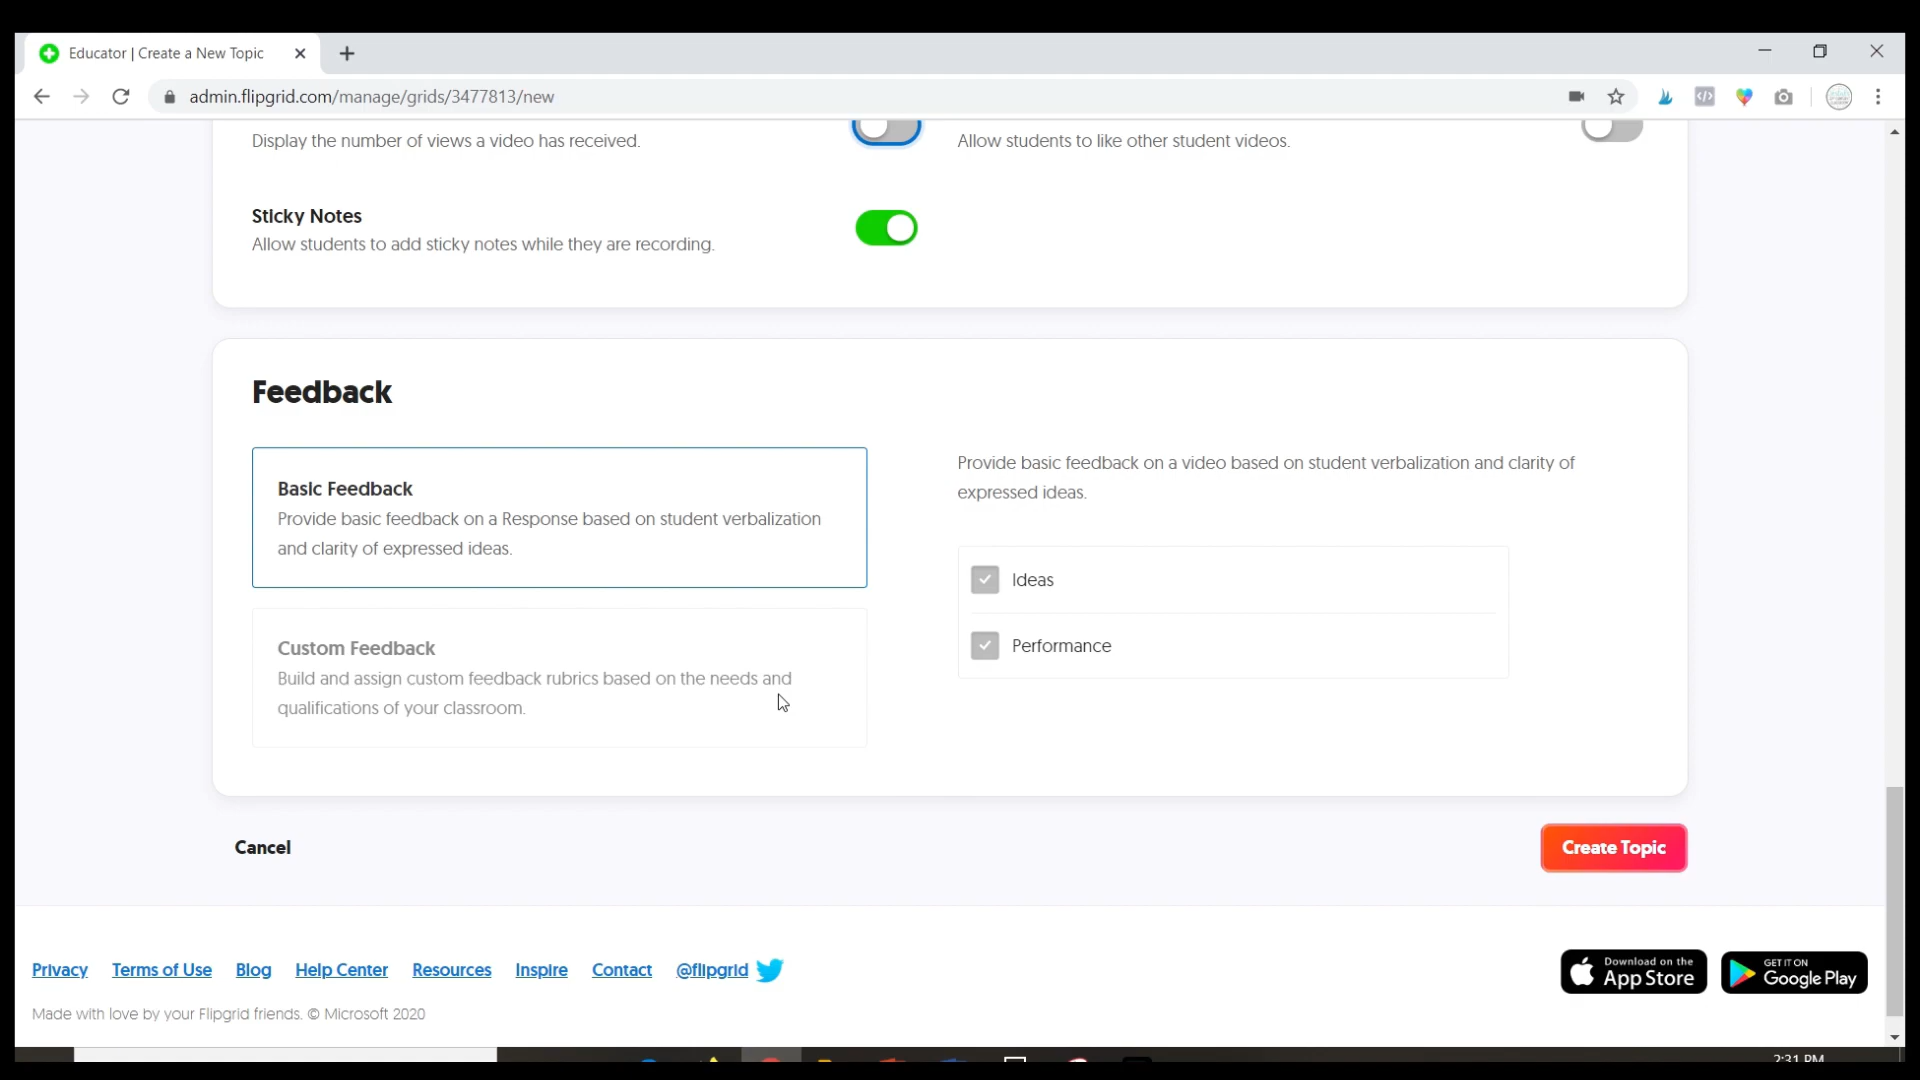 Educator | Create a New Topic
admin.flipgrid.com/manage/grids/3477813/new
Display the number of views a video has received.
Allow students to like other student videos.
Sticky Notes
Allow students to add sticky notes while they are recording.
Feedback
Basic Feedback
Provide basic feedback on a Response based on student verbalization
and clarity of expressed ideas.
Provide basic feedback on a video based on student verbalization and clarity of
expressed ideas.
Ideas
Performance
Custom Feedback
Build and assign custom feedback rubrics based on the needs and
qualifications of your classroom.
Cancel
Create Topic
Privacy Terms of Use Blog Help Center Resources Inspire Contact @flipgrid
Download on the
App Store
GET IT ON
Google Play
Made with love by your Flipgrid friends. © Microsoft 2020
2:31 PM